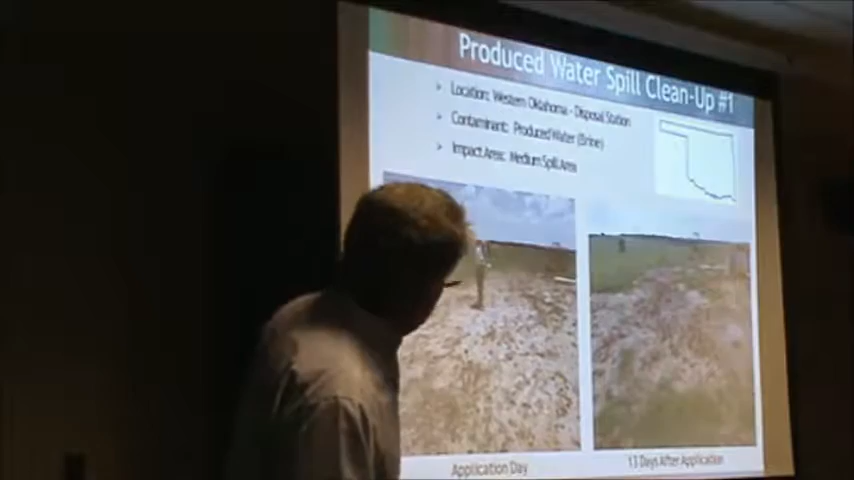 Produced Water Spill Clean-Up #1
Location: Western Oklahoma - Disposal Station
Contaminant: Produced Water (Brine)
Impact Area: Medium Spill Area
Application Day
13 Days After Application